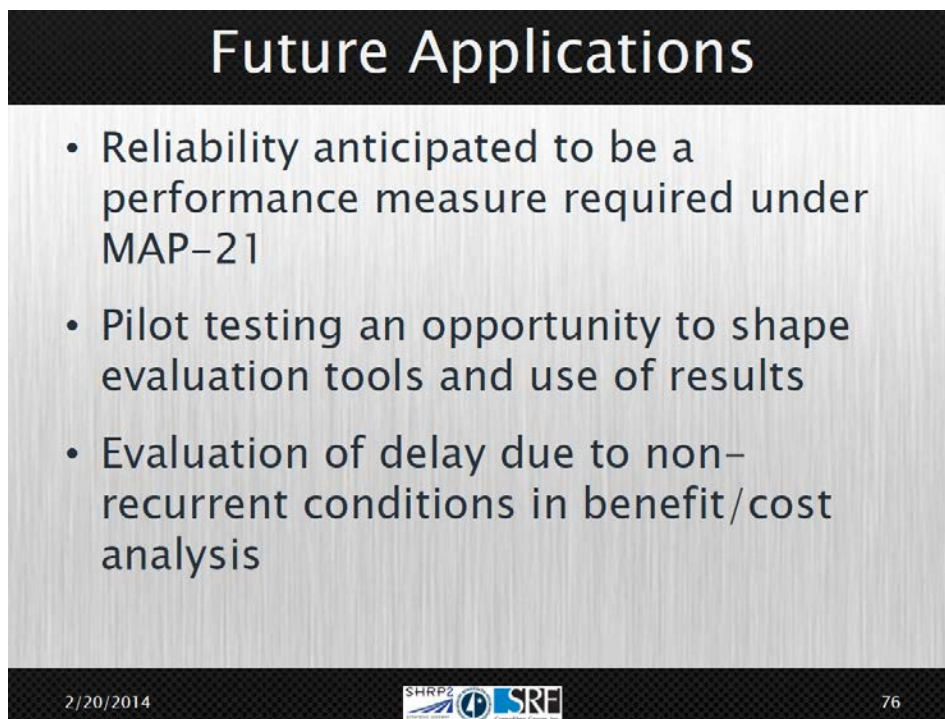 Future Applications
• Reliability anticipated to be a
performance measure required under
MAP-21
• Pilot testing an opportunity to shape
evaluation tools and use of results
• Evaluation of delay due to non-
recurrent conditions in benefit/cost
analysis
2/20/2014
SHRP2
SRF
76